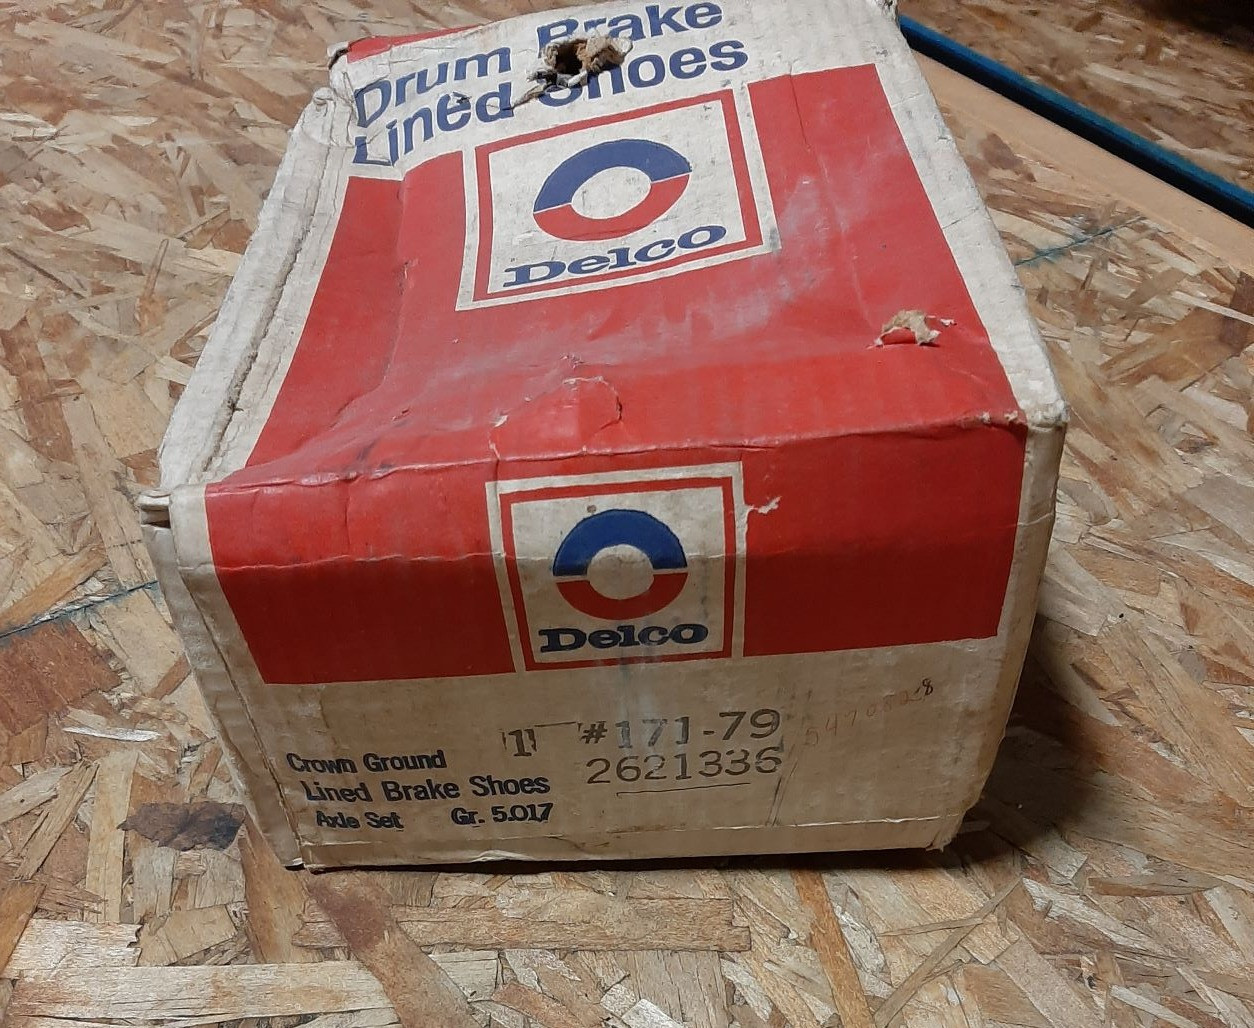 Drum Brake
Lined Shoes
Delco
Delco
1 #171-79
2621336
Crown Ground
Lined Brake Shoes
Axle Set Gr. 5.017